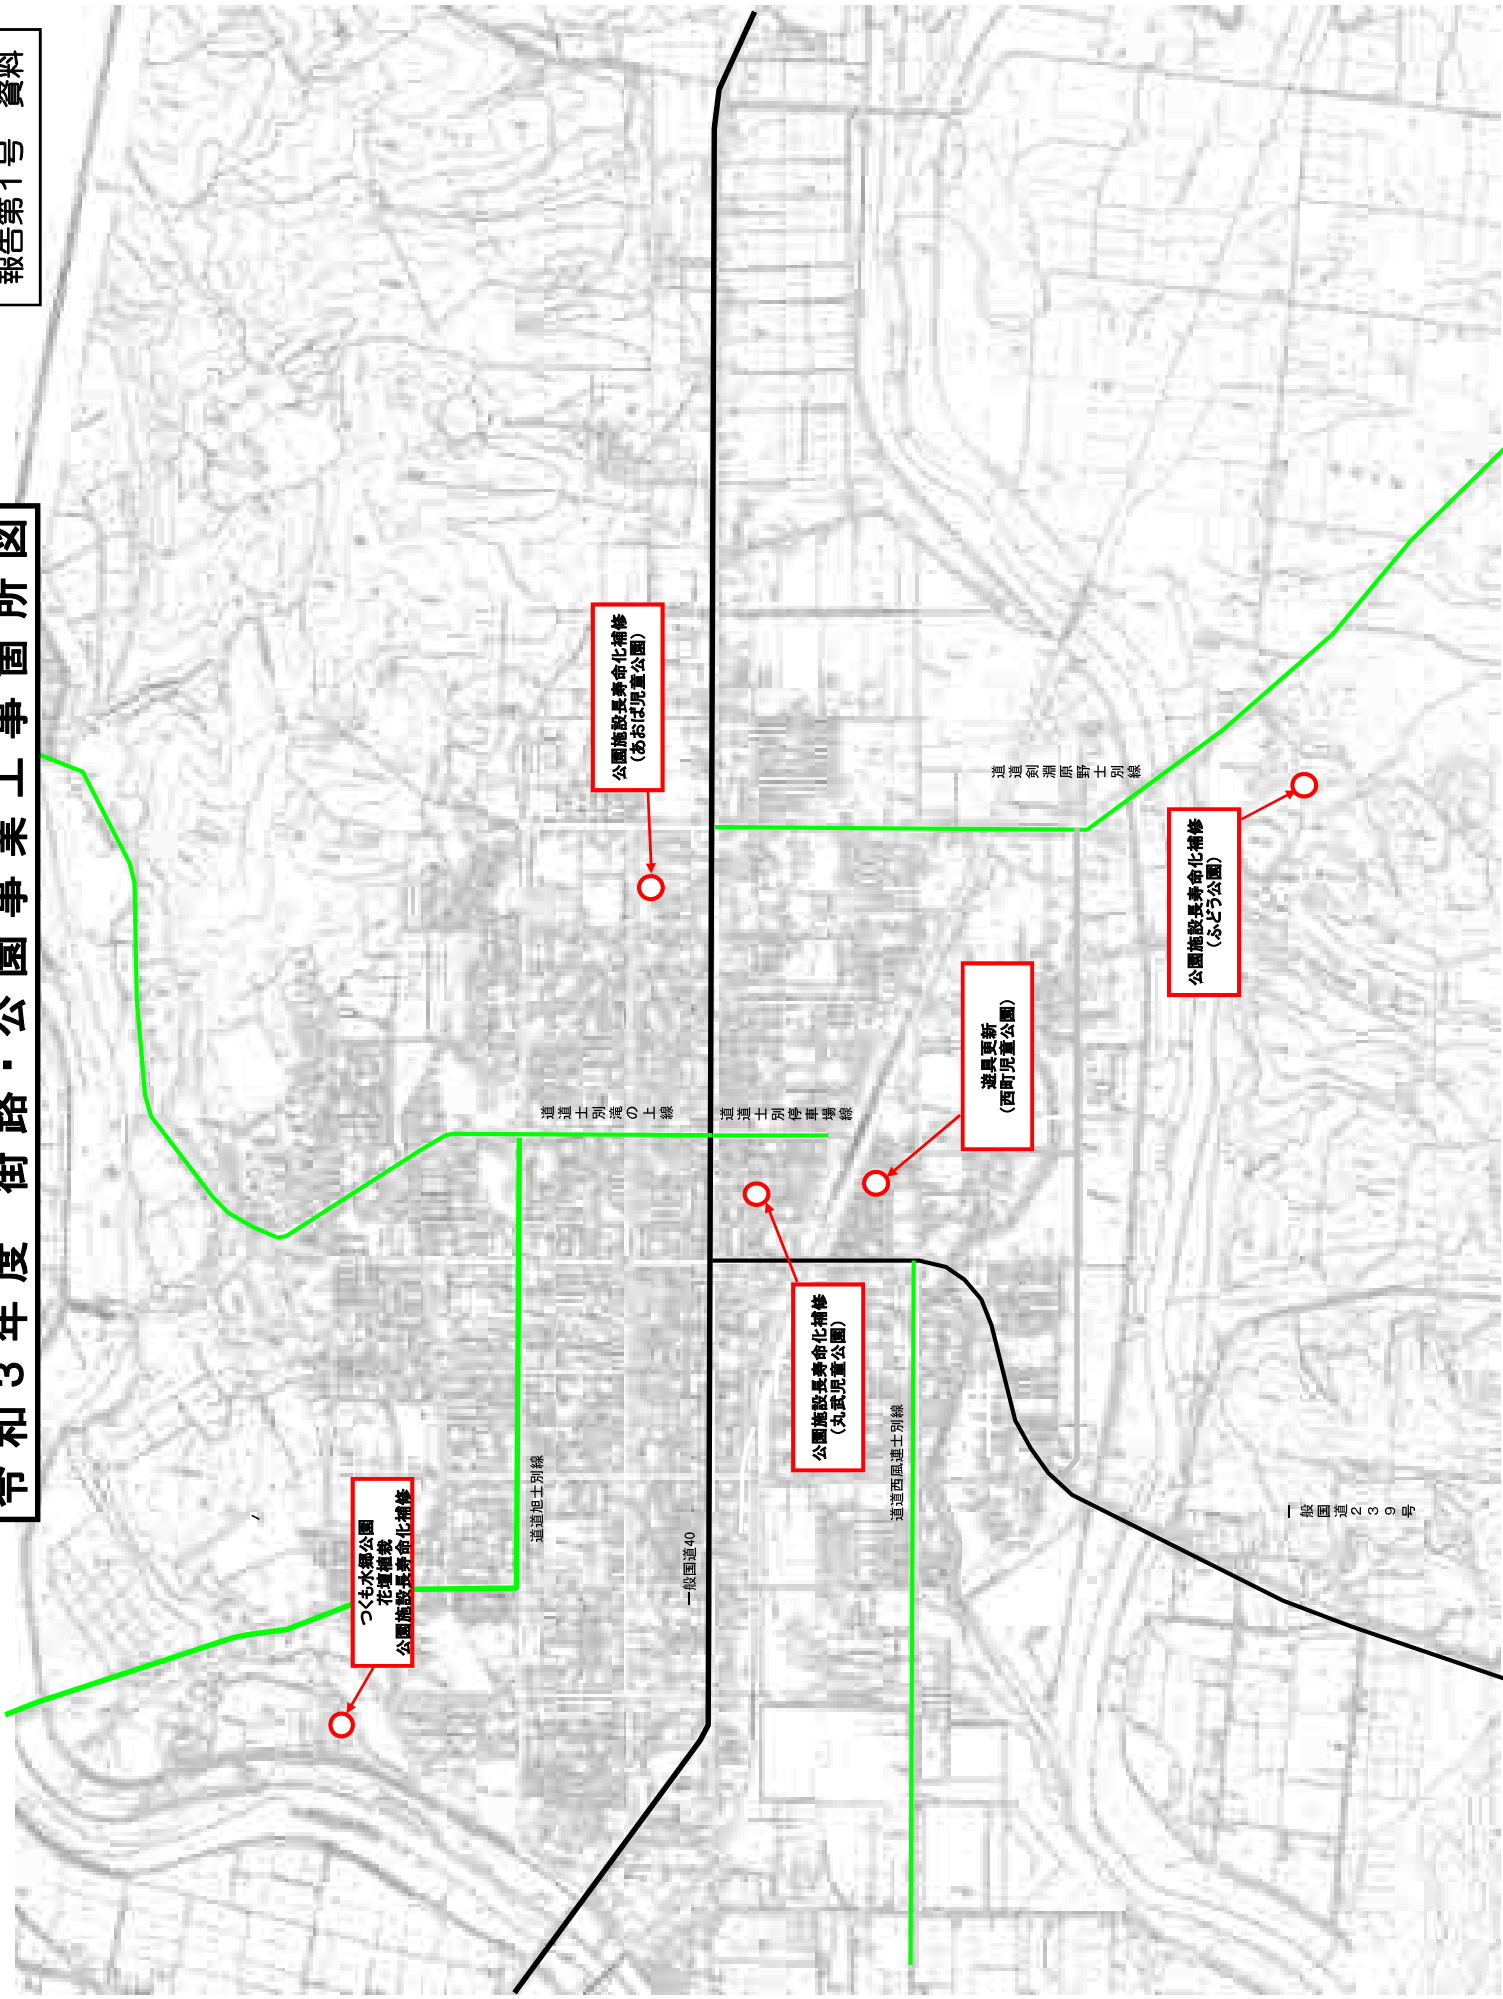 報告第1号　資料
令和3年度 街路・公園事業工事箇所図
つくも水郷公園
花壇植栽
公園施設長寿命化補修
道道旭士別線
道道士別滝の上線
公園施設長寿命化補修
（あおば児童公園）
一般国道40
道道士別停車場線
公園施設長寿命化補修
（丸武児童公園）
道道西風連士別線
遊具更新
（西町児童公園）
道道剣淵原野士別線
公園施設長寿命化補修
（ふどう公園）
一般国道239号